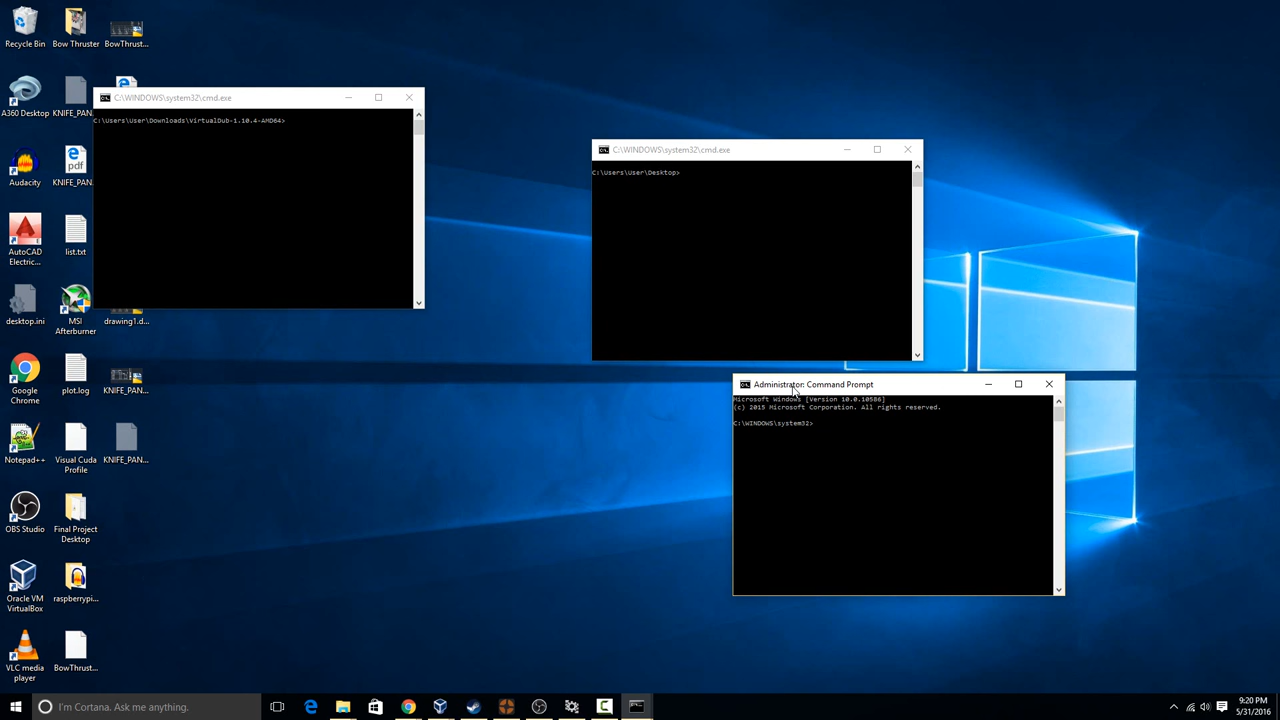 Recycle Bin
Bow Thruster
BowThrust...
A360 Desktop
KNIFE_PAN...
Audacity
KNIFE_PAN...
AutoCAD
Electric...
list.txt
desktop.ini
MSI
Afterburner
drawing1.d...
Google
Chrome
plot.log
KNIFE_PAN...
Notepad++
Visual Cuda
Profile
KNIFE_PAN...
OBS Studio
Final Project
Desktop
Oracle VM
VirtualBox
raspberrypi...
VLC media
player
BowThrust...
C:\WINDOWS\system32\cmd.exe
C:\Users\User\Downloads\VirtualDub-1.10.4-AMD64>
C:\WINDOWS\system32\cmd.exe
C:\Users\User\Desktop>
Administrator: Command Prompt
Microsoft Windows [Version 10.0.10586]
(c) 2015 Microsoft Corporation. All rights reserved.
C:\WINDOWS\system32>
I'm Cortana. Ask me anything.
9:20 PM
5/31/2016